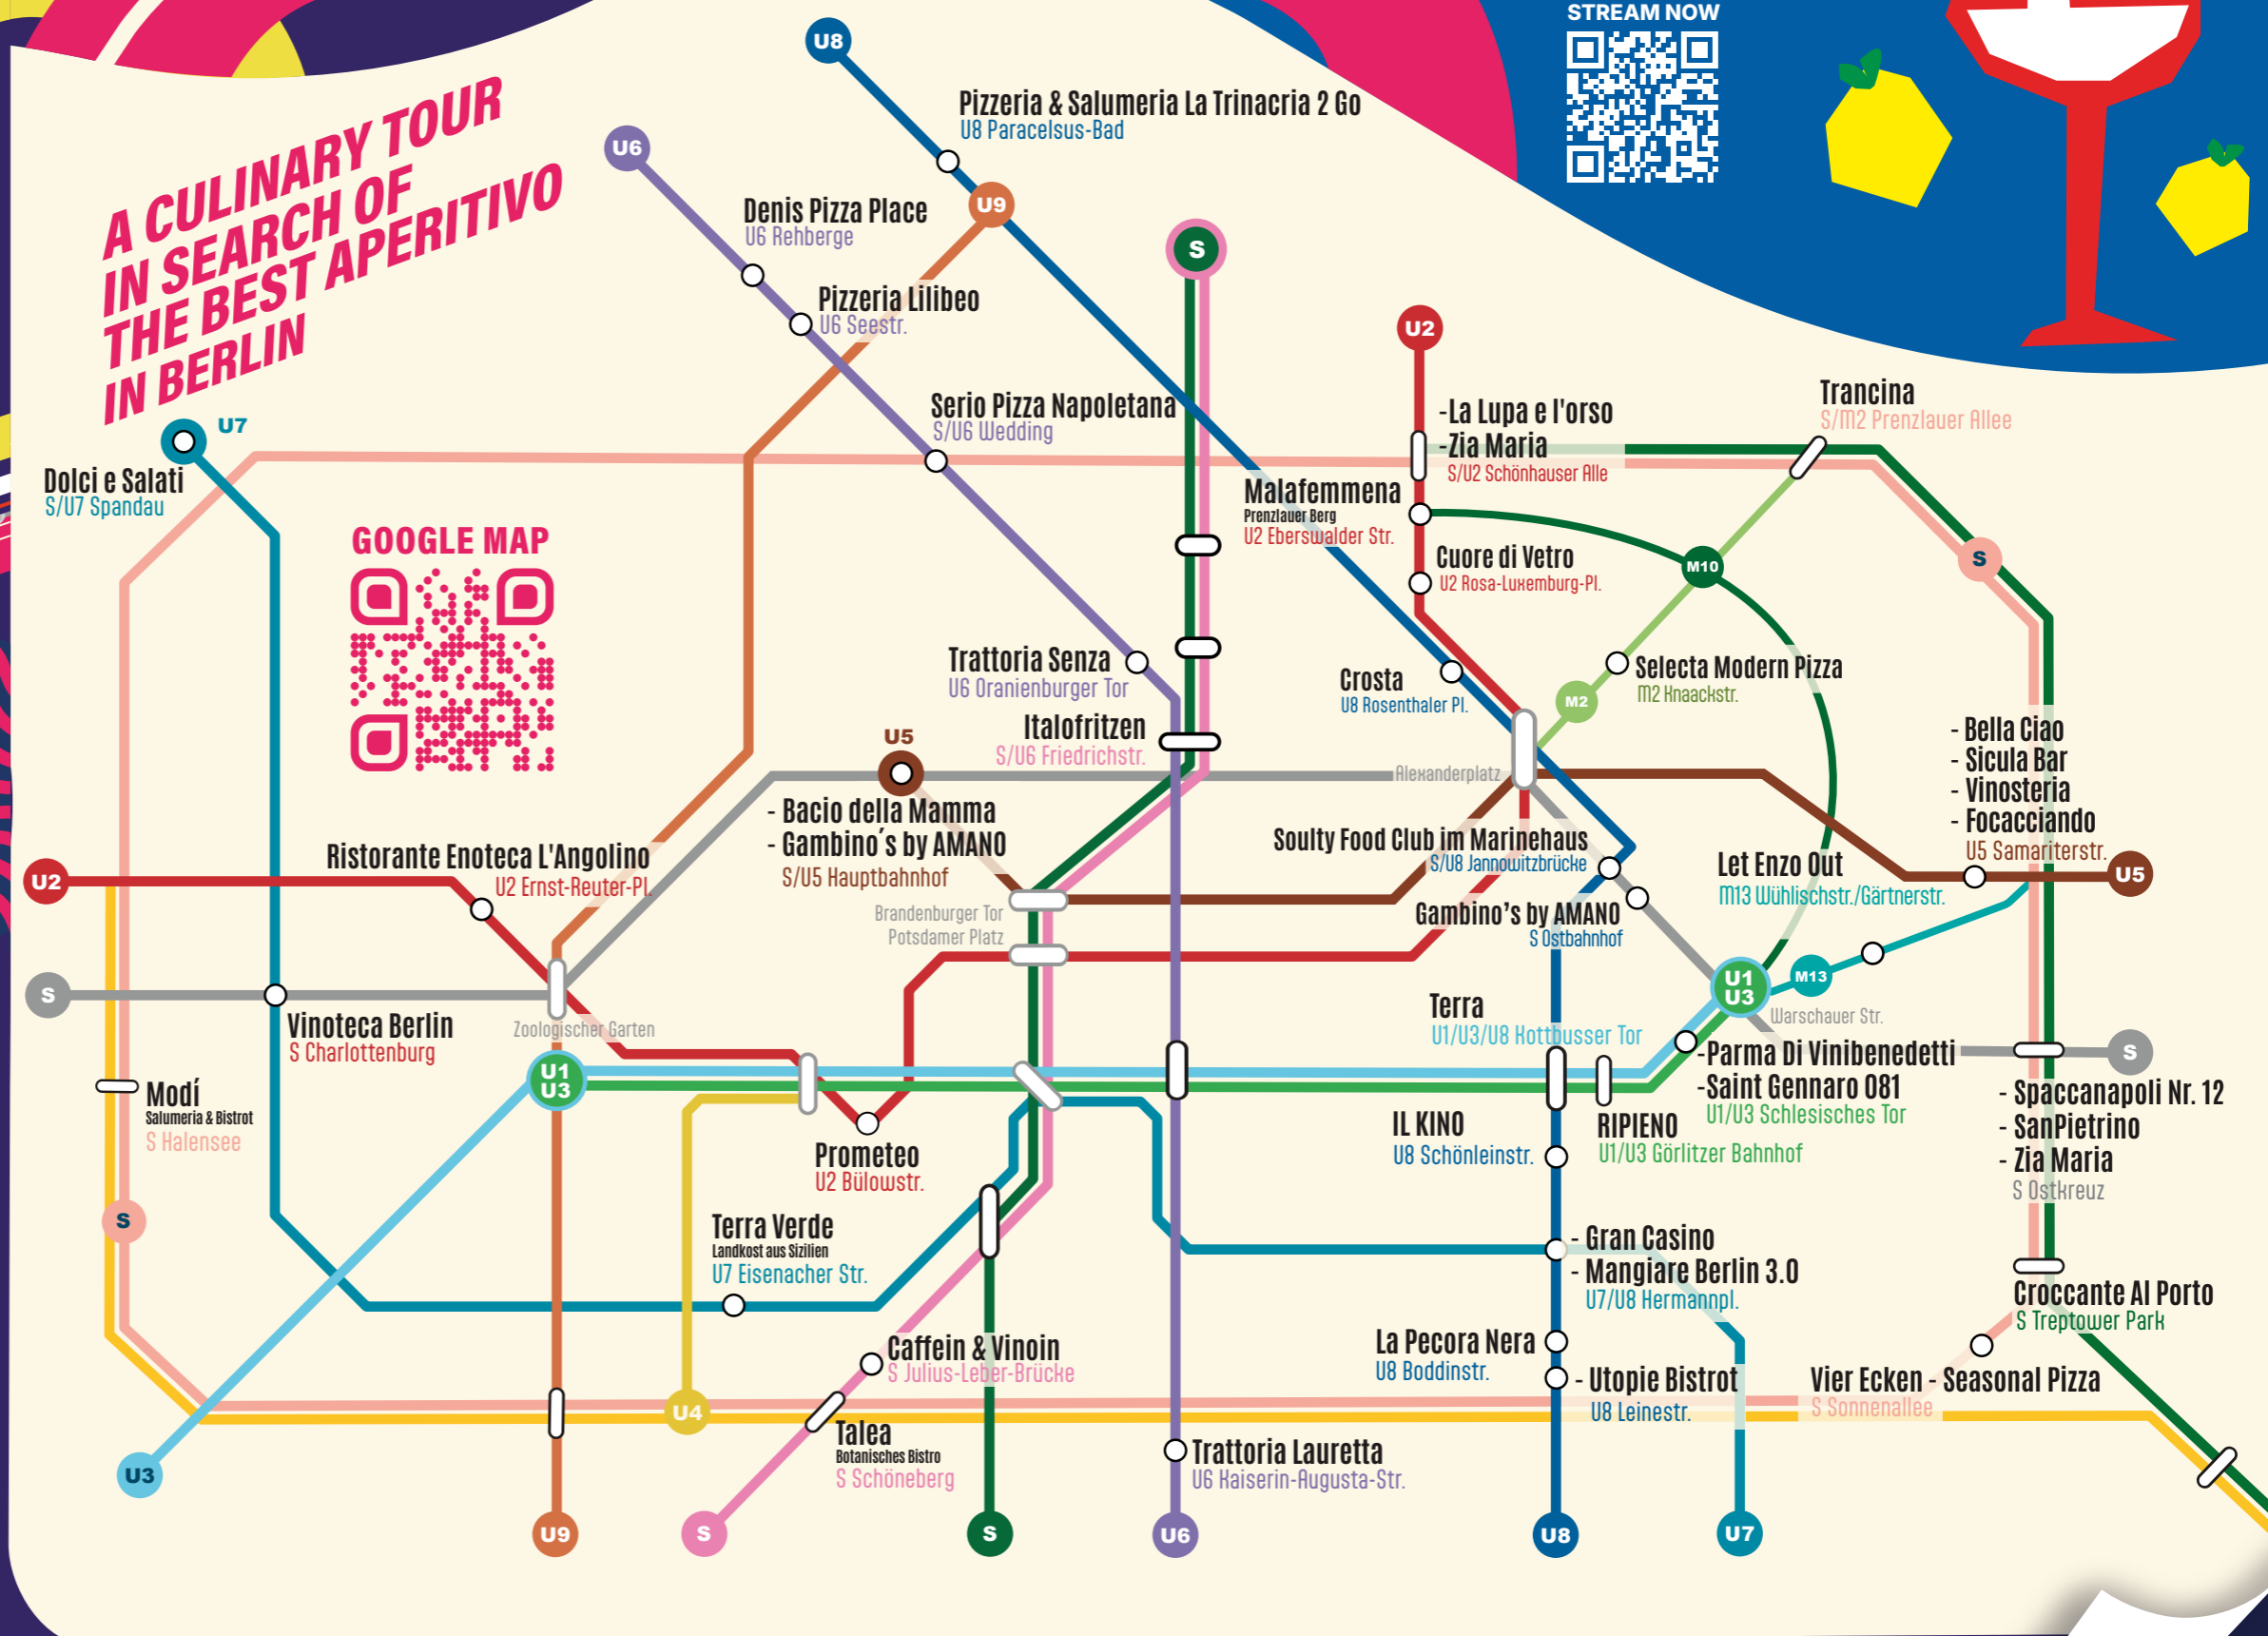 STREAM NOW
A CULINARY TOUR
IN SEARCH OF
THE BEST APERITIVO
IN BERLIN
U8
Pizzeria & Salumeria La Trinacria 2 Go
U8 Paracelsus-Bad
U6
U9
Denis Pizza Place
U6 Rehberge
S
Pizzeria Lilibeo
U6 Seestr.
U2
Serio Pizza Napoletana
S/U6 Wedding
-La Lupa e l'orso
-Zia Maria
S/U2 Schönhauser Alle
Trancina
S/M2 Prenzlauer Allee
U7
Dolci e Salati
S/U7 Spandau
Malafemmena
Prenzlauer Berg
U2 Eberswalder Str.
GOOGLE MAP
Cuore di Vetro
U2 Rosa-Luxemburg-Pl.
M10
S
Trattoria Senza
U6 Oranienburger Tor
Crosta
U8 Rosenthaler Pl.
Selecta Modern Pizza
M2 Knaackstr.
M2
Italofritzen
S/U6 Friedrichstr.
U5
Alexanderplatz
- Bella Ciao
- Sicula Bar
- Vinosteria
- Focacciando
U5 Samariterstr.
U5
- Bacio della Mamma
- Gambino´s by AMANO
S/U5 Hauptbahnhof
Soulty Food Club im Marinehaus
S/U8 Jannowitzbrücke
Let Enzo Out
M13 Wühlischstr./Gärtnerstr.
Ristorante Enoteca L'Angolino
U2 Ernst-Reuter-Pl.
U2
Brandenburger Tor
Potsdamer Platz
Gambino's by AMANO
S Ostbahnhof
S
U1
U3
M13
Vinoteca Berlin
S Charlottenburg
Zoologischer Garten
Terra
U1/U3/U8 Kottbusser Tor
Warschauer Str.
-Parma Di Vinibenedetti
-Saint Gennaro 081
U1/U3 Schlesisches Tor
S
U1
U3
Modí
Salumeria & Bistrot
S Halensee
- Spaccanapoli Nr. 12
- SanPietrino
- Zia Maria
S Ostkreuz
IL KINO
U8 Schönleinstr.
RIPIENO
U1/U3 Görlitzer Bahnhof
Prometeo
U2 Bülowstr.
S
Terra Verde
Landkost aus Sizilien
U7 Eisenacher Str.
- Gran Casino
- Mangiare Berlin 3.0
U7/U8 Hermannpl.
Croccante Al Porto
S Treptower Park
Caffein & Vinoin
S Julius-Leber-Brücke
La Pecora Nera
U8 Boddinstr.
- Utopie Bistrot
U8 Leinestr.
Vier Ecken - Seasonal Pizza
S Sonnenallee
U4
Talea
Botanisches Bistro
S Schöneberg
Trattoria Lauretta
U6 Kaiserin-Augusta-Str.
U3
U9
S
S
U6
U8
U7